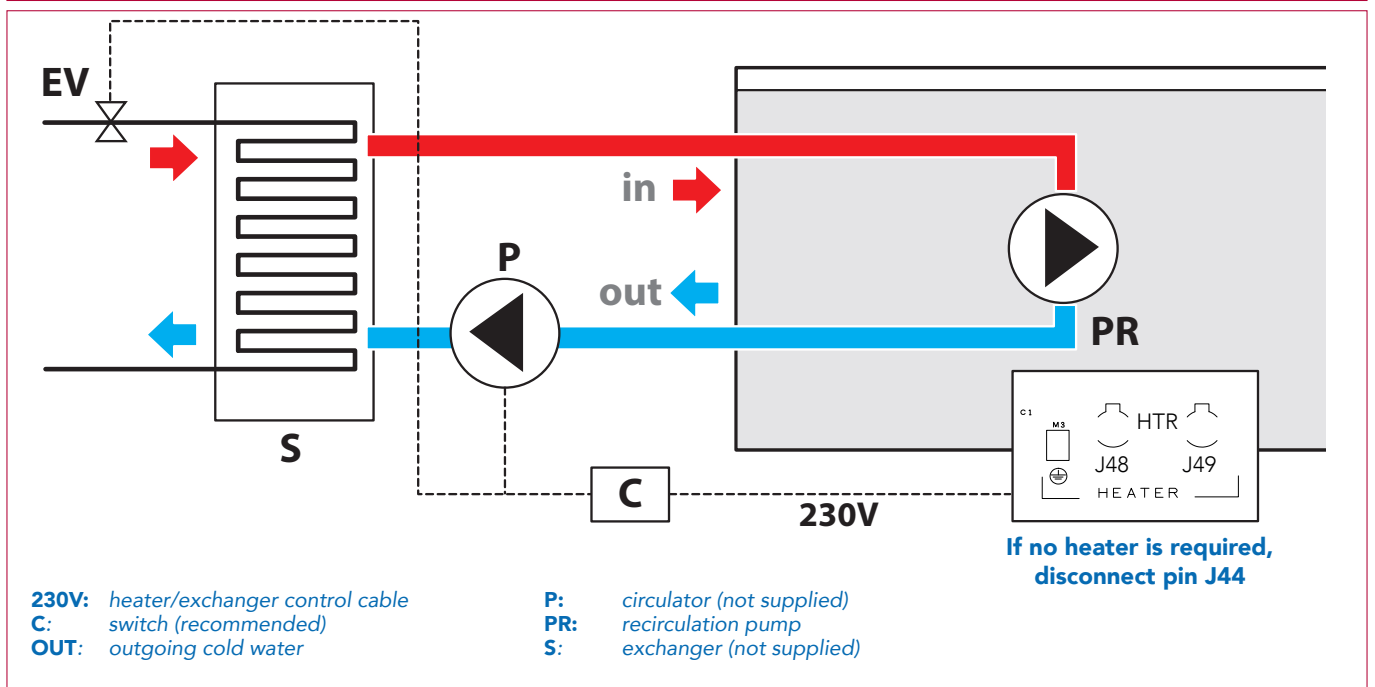 EV
in
out
P
PR
S
C
230V
C1
M3
HTR
J48 J49
HEATER
If no heater is required,
disconnect pin J44
230V: heater/exchanger control cable
C: switch (recommended)
OUT: outgoing cold water
P: circulator (not supplied)
PR: recirculation pump
S: exchanger (not supplied)